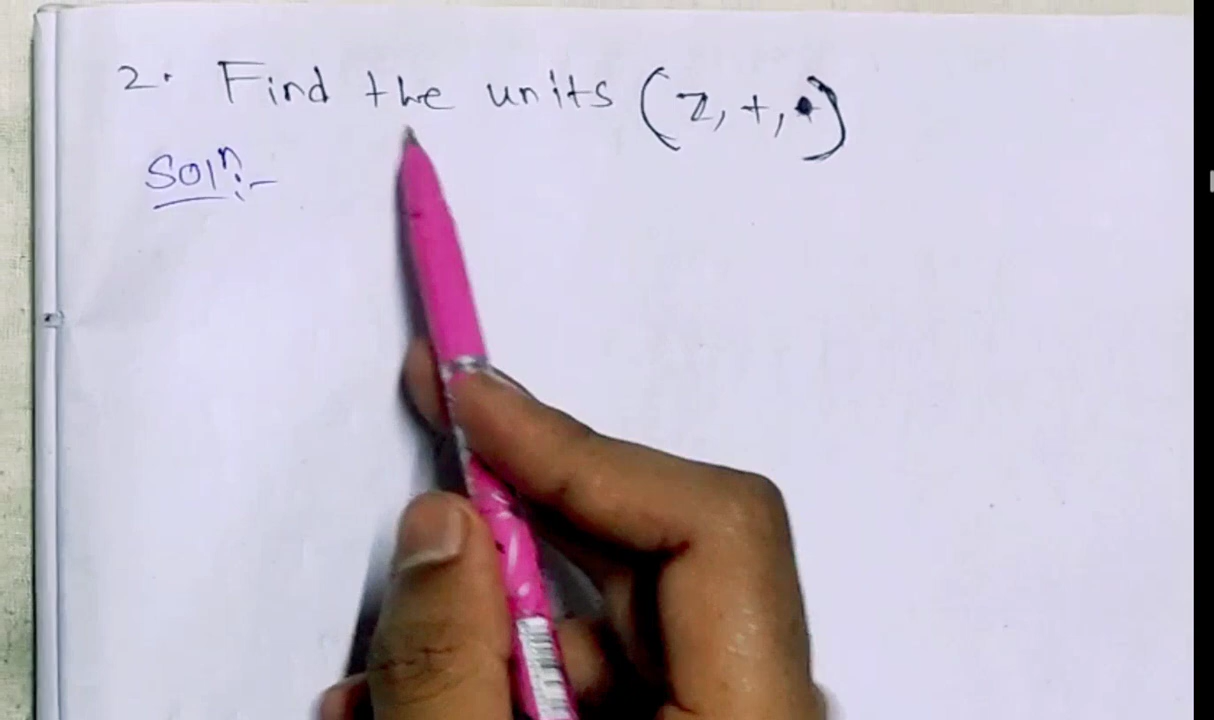 2. Find the units (Z, +, •)
Solⁿ:-